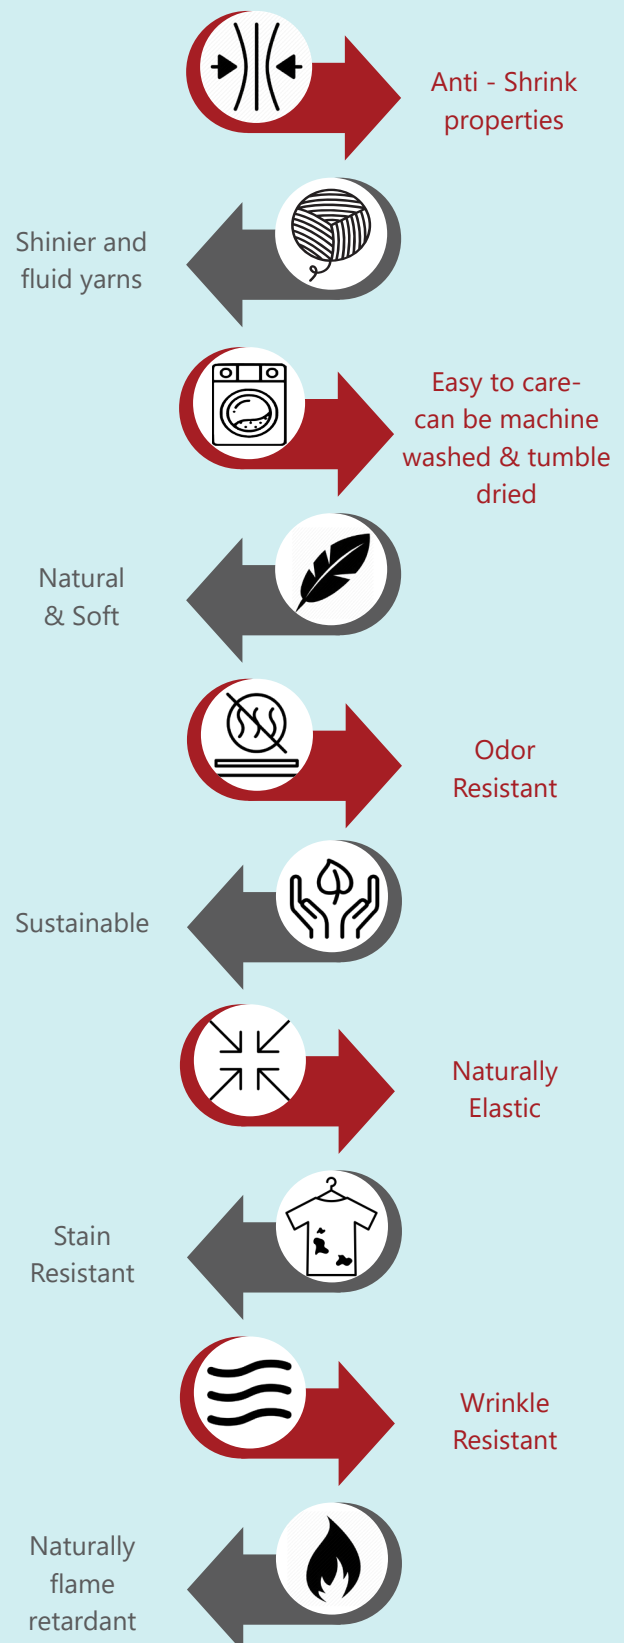 Anti - Shrink
properties
Shinier and
fluid yarns
Easy to care-
can be machine
washed & tumble
dried
Natural
& Soft
Odor
Resistant
Sustainable
Naturally
Elastic
Stain
Resistant
Wrinkle
Resistant
Naturally
flame
retardant